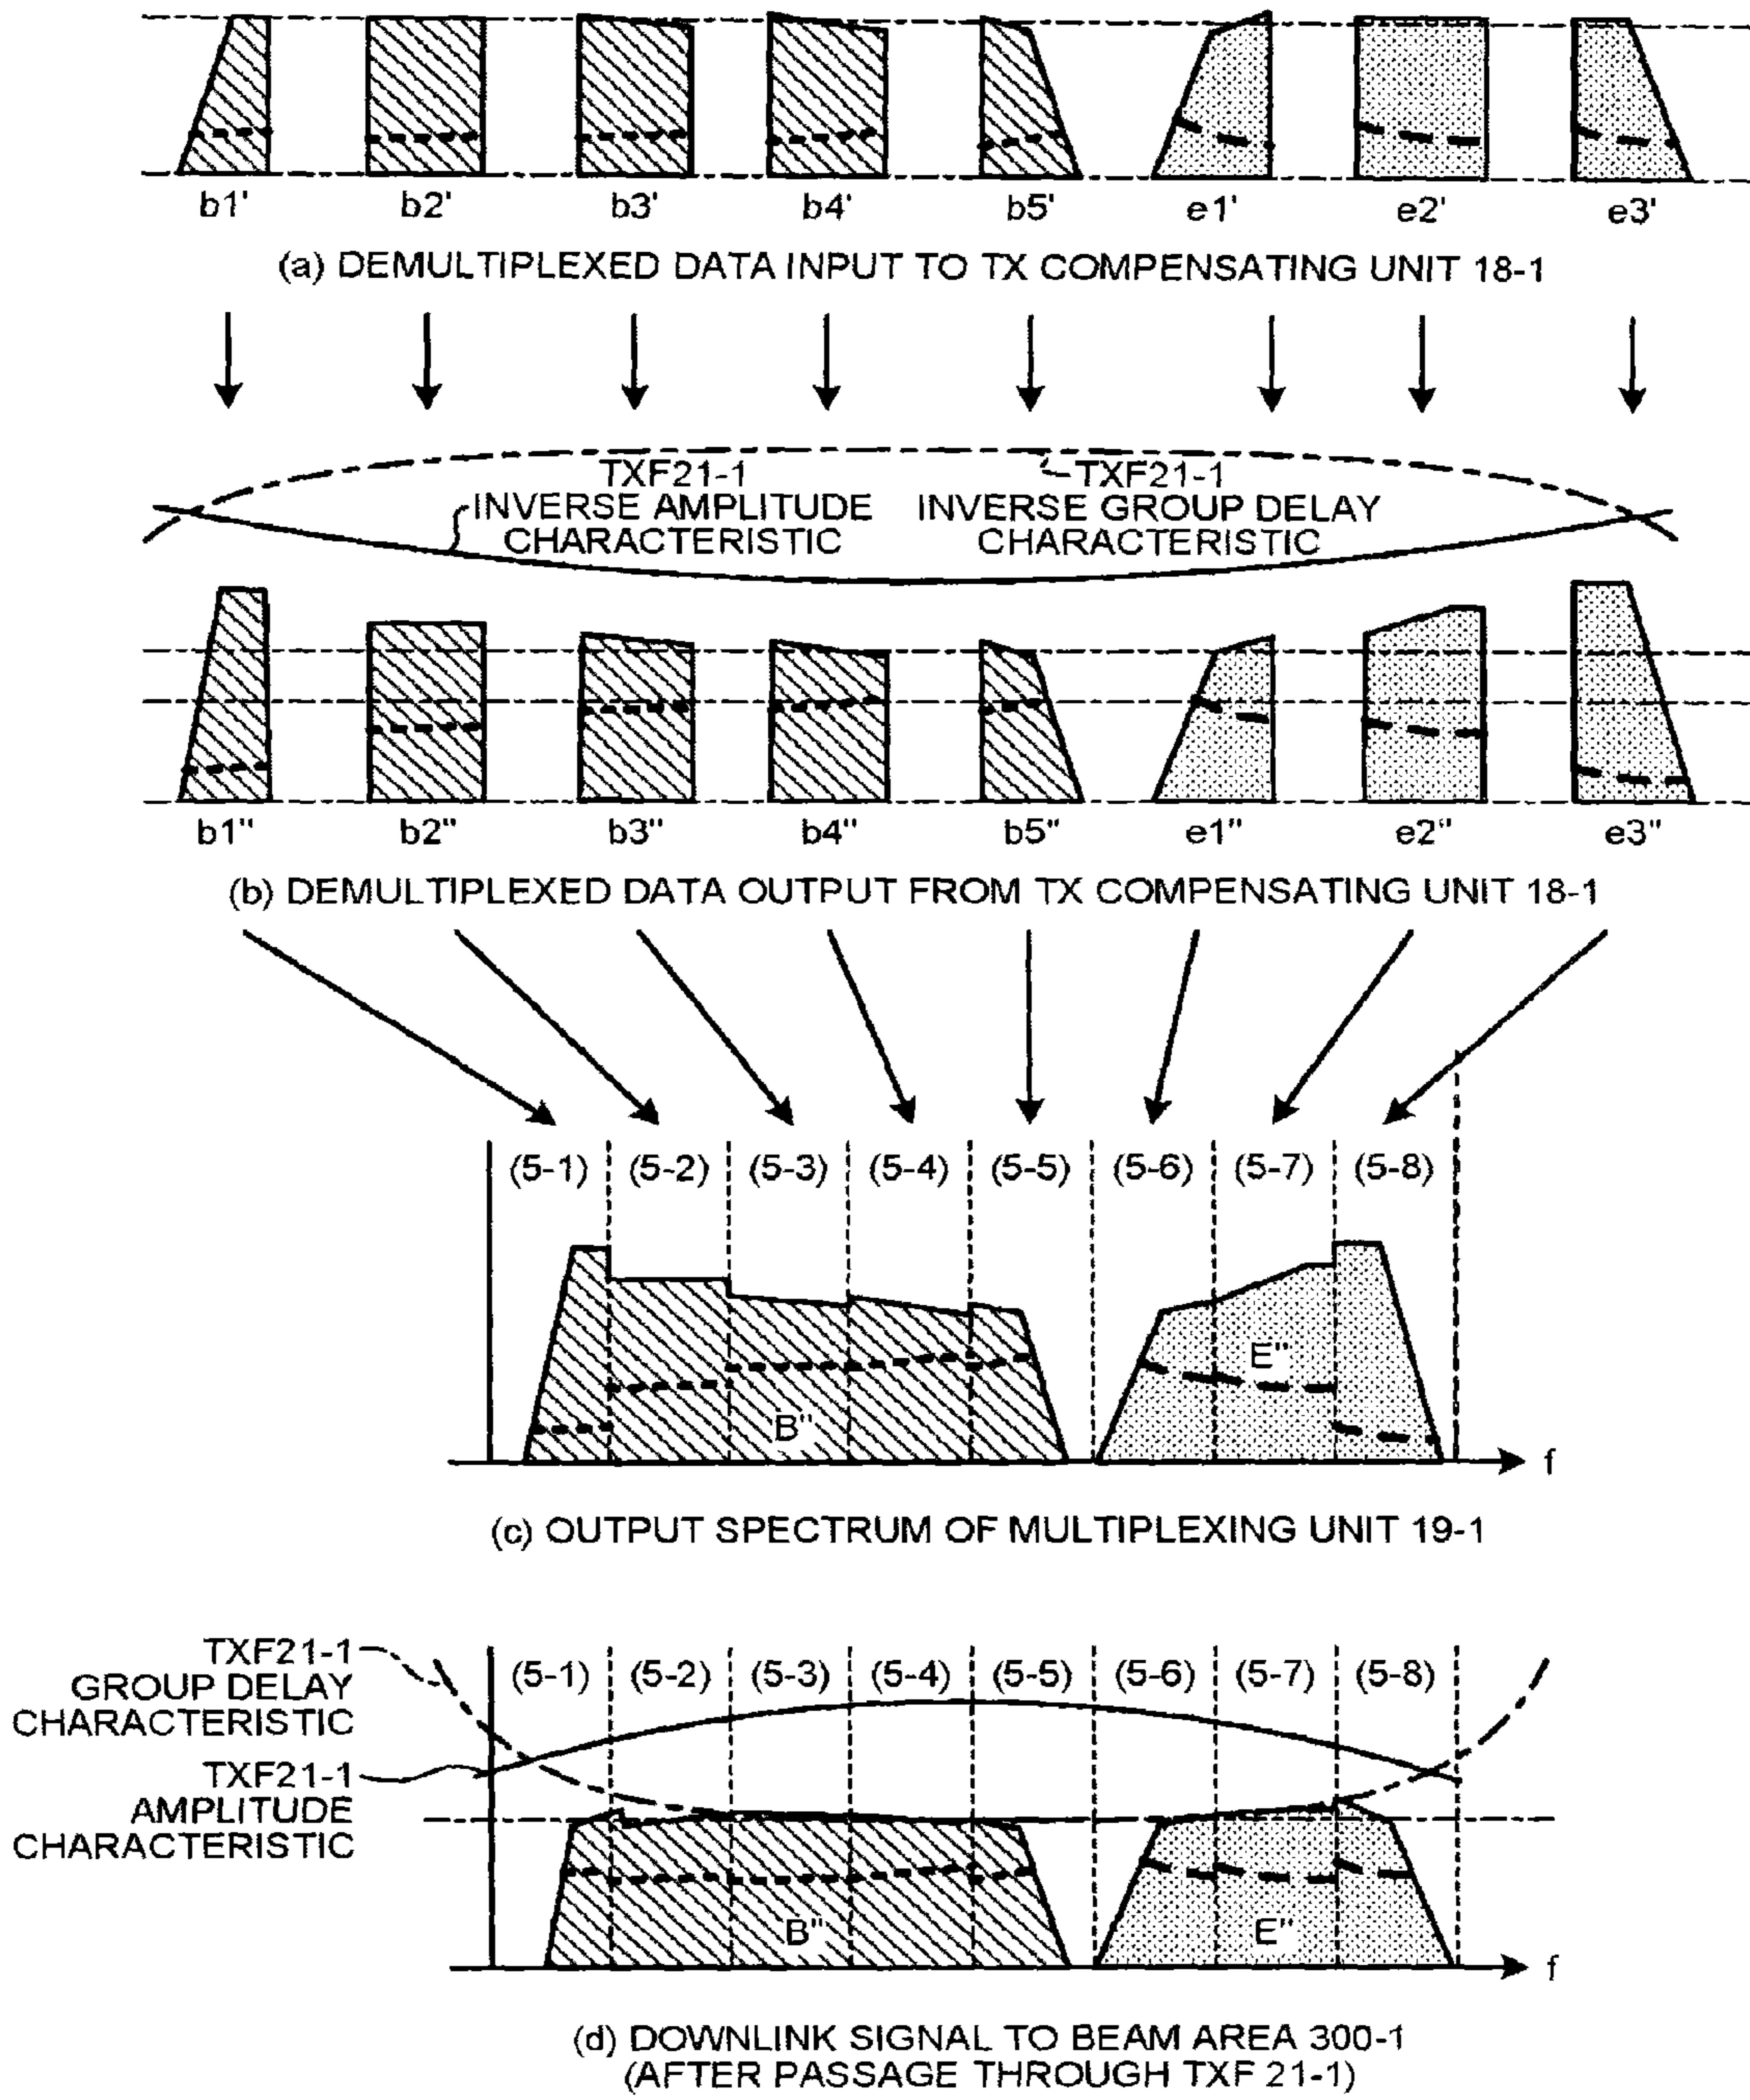 b1' b2' b3' b4' b5' e1' e2' e3'
(a) DEMULTIPLEXED DATA INPUT TO TX COMPENSATING UNIT 18-1
TXF21-1
INVERSE AMPLITUDE
CHARACTERISTIC
TXF21-1
INVERSE GROUP DELAY
CHARACTERISTIC
b1" b2" b3" b4" b5" e1" e2" e3"
(b) DEMULTIPLEXED DATA OUTPUT FROM TX COMPENSATING UNIT 18-1
(5-1) (5-2) (5-3) (5-4) (5-5) (5-6) (5-7) (5-8)
B" E"
f
(c) OUTPUT SPECTRUM OF MULTIPLEXING UNIT 19-1
TXF21-1
GROUP DELAY
CHARACTERISTIC
TXF21-1
AMPLITUDE
CHARACTERISTIC
(5-1) (5-2) (5-3) (5-4) (5-5) (5-6) (5-7) (5-8)
B" E"
f
(d) DOWNLINK SIGNAL TO BEAM AREA 300-1
(AFTER PASSAGE THROUGH TXF 21-1)